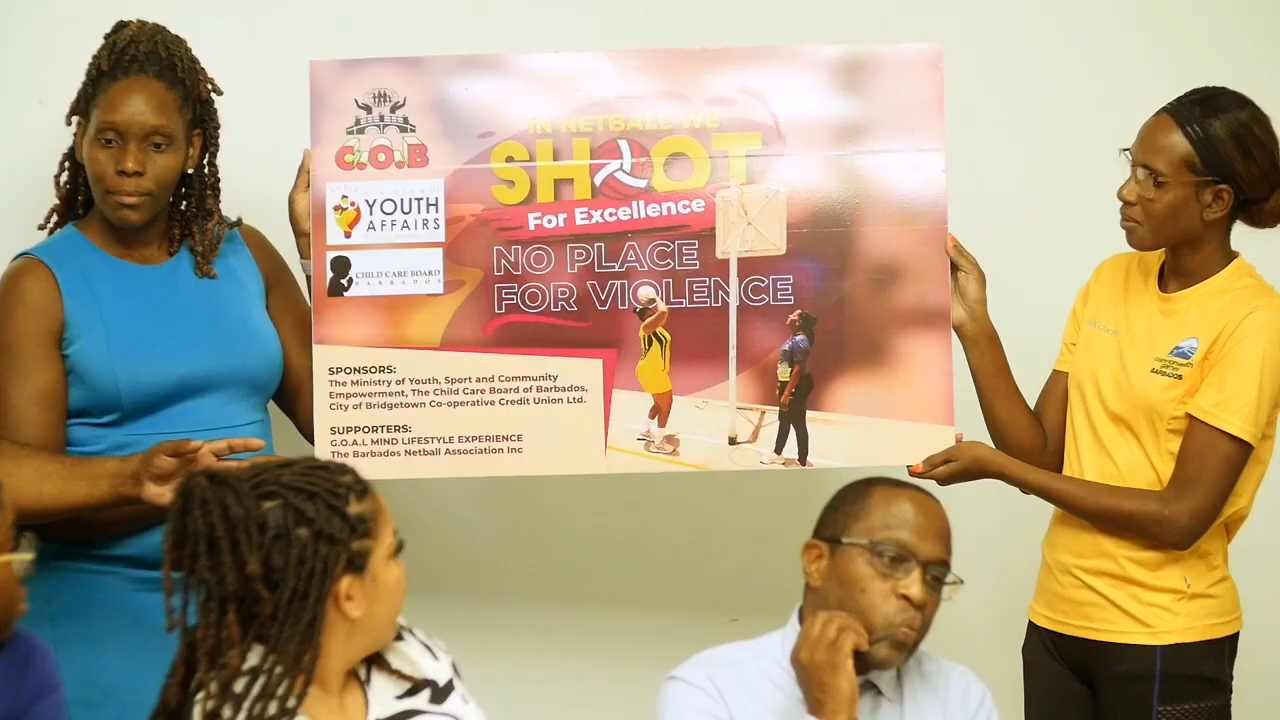 C.O.B
YOUTH
AFFAIRS
CHILD CARE BOARD
BARBADOS
IN NETBALL WE
SHOOT
For Excellence
NO PLACE
FOR VIOLENCE
SPONSORS:
The Ministry of Youth, Sport and Community
Empowerment, The Child Care Board of Barbados,
City of Bridgetown Co-operative Credit Union Ltd.
SUPPORTERS:
G.O.A.L MIND LIFESTYLE EXPERIENCE
The Barbados Netball Association Inc
commonwealth
games
BARBADOS